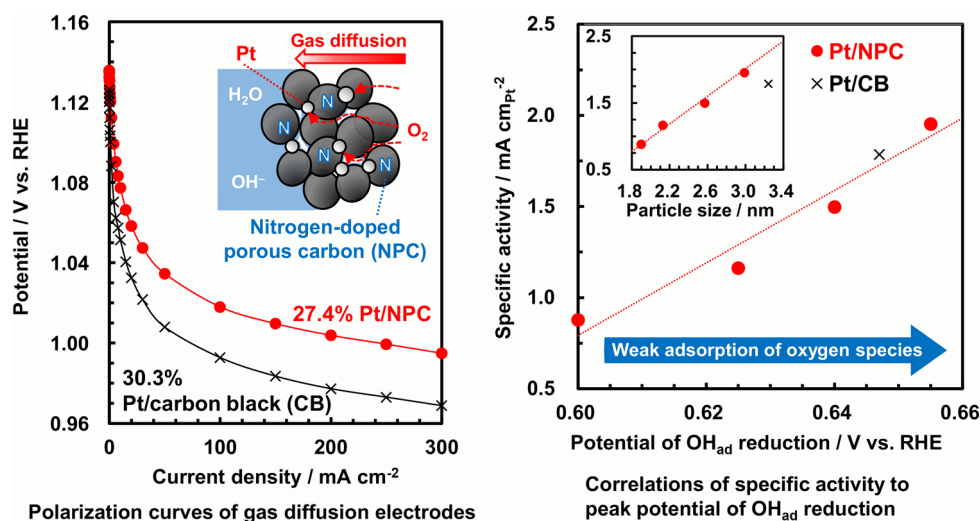 1.16
1.12
1.08
1.04
1.00
0.96
Potential / V vs. RHE
0
100
200
300
Current density / mA cm⁻²
Gas diffusion
Pt
H₂O
N
N
N
N
O₂
OH⁻
Nitrogen-doped
porous carbon (NPC)
27.4% Pt/NPC
30.3%
Pt/carbon black (CB)
Polarization curves of gas diffusion electrodes
2.5
2.0
1.5
1.0
0.5
Specific activity / mA cmPt⁻²
2.5
1.5
0.5
1.8
2.2
2.6
3.0
3.4
Particle size / nm
Pt/NPC
Pt/CB
Weak adsorption of oxygen species
0.60
0.62
0.64
0.66
Potential of OHad reduction / V vs. RHE
Correlations of specific activity to
peak potential of OHad reduction